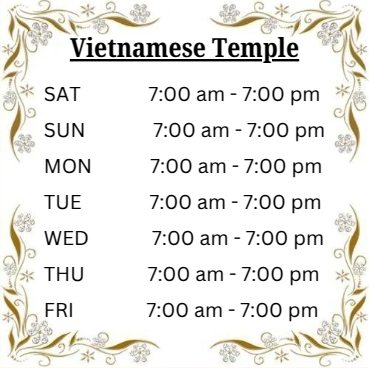 Vietnamese Temple
SAT 7:00 am - 7:00 pm
SUN 7:00 am - 7:00 pm
MON 7:00 am - 7:00 pm
TUE 7:00 am - 7:00 pm
WED 7:00 am - 7:00 pm
THU 7:00 am - 7:00 pm
FRI 7:00 am - 7:00 pm